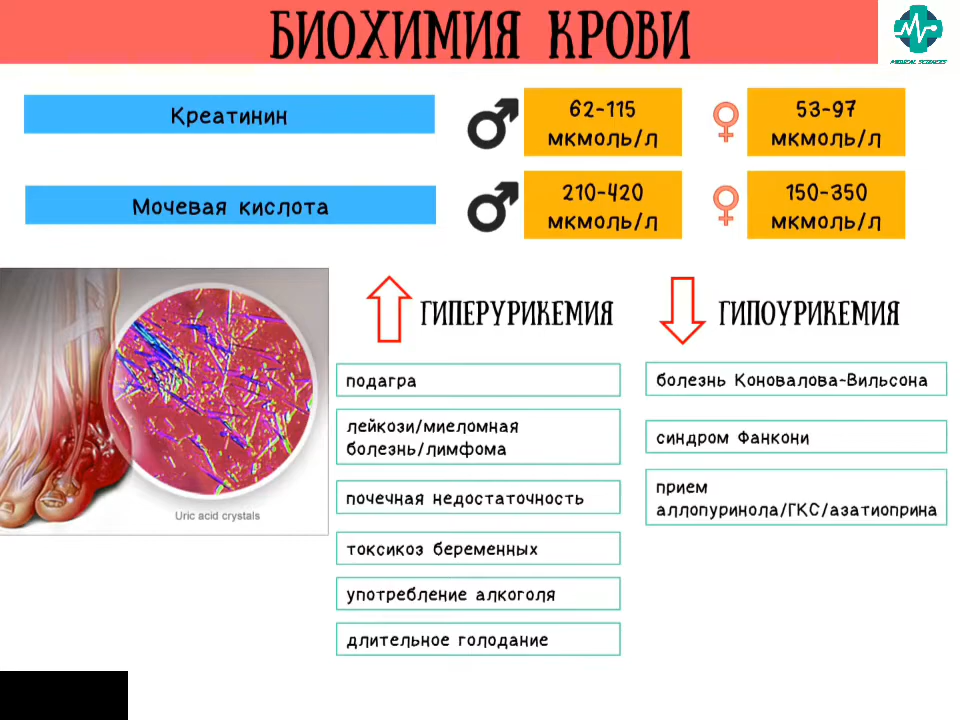 БИОХИМИЯ КРОВИ
MEDICAL SCIENCES
Креатинин
62-115
мкмоль/л
53-97
мкмоль/л
Мочевая кислота
210-420
мкмоль/л
150-350
мкмоль/л
ГИПЕРУРИКЕМИЯ
подагра
лейкози/миеломная
болезнь/лимфома
почечная недостаточность
токсикоз беременных
употребление алкоголя
длительное голодание
ГИПОУРИКЕМИЯ
болезнь Коновалова-Вильсона
синдром Фанкони
прием
аллопуринола/ГКС/азатиоприна
Uric acid crystals